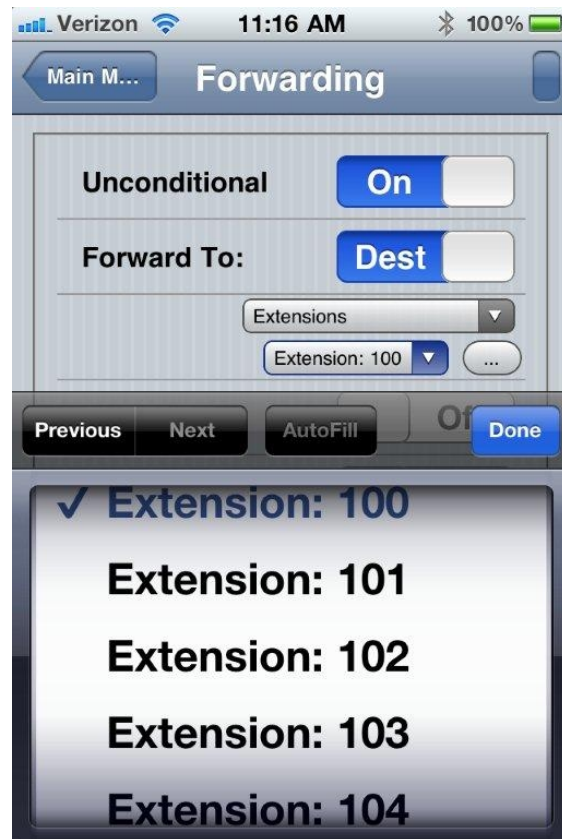 Verizon 11:16 AM 100%
Main M... Forwarding
Unconditional On
Forward To: Dest
Extensions
Extension: 100 ...
Previous Next AutoFill Of Done
✓ Extension: 100
Extension: 101
Extension: 102
Extension: 103
Extension: 104